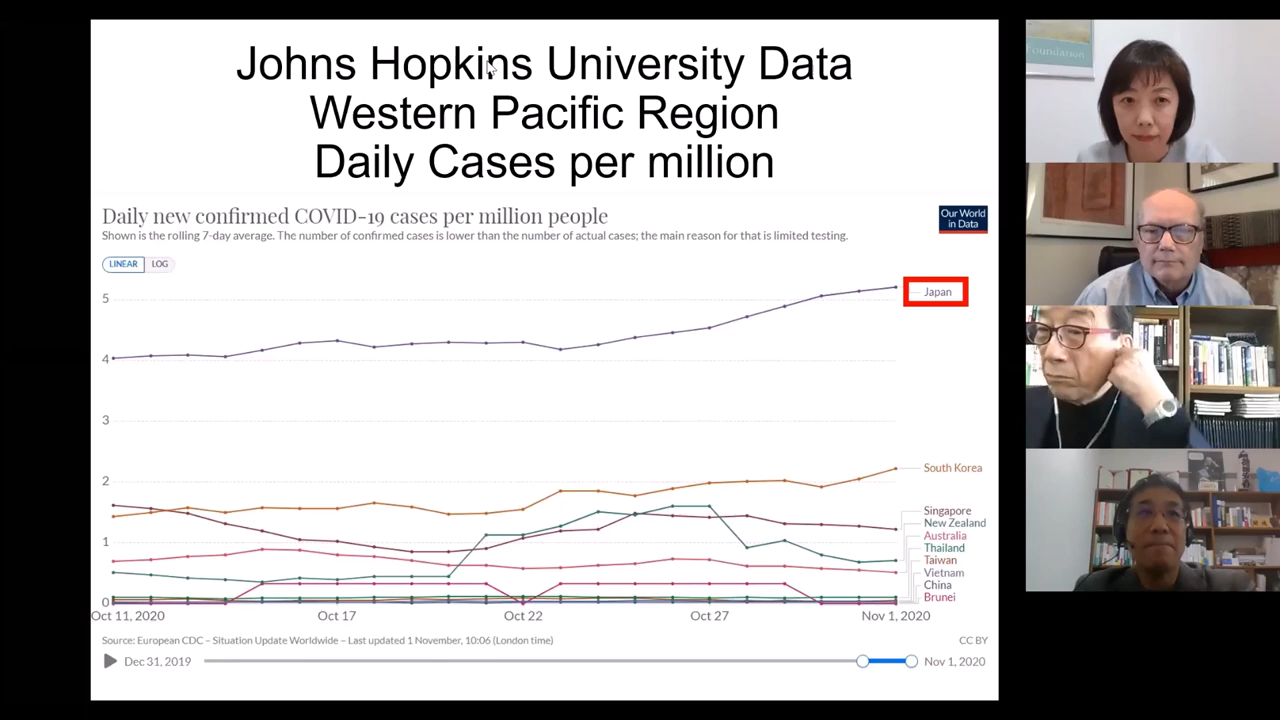 Johns Hopkins University Data
Western Pacific Region
Daily Cases per million
Daily new confirmed COVID-19 cases per million people
Shown is the rolling 7-day average. The number of confirmed cases is lower than the number of actual cases; the main reason for that is limited testing.
Our World
in Data
LINEAR
LOG
5
4
3
2
1
0
Japan
South Korea
Singapore
New Zealand
Australia
Thailand
Taiwan
Vietnam
China
Brunei
Oct 11, 2020
Oct 17
Oct 22
Oct 27
Nov 1, 2020
Source: European CDC – Situation Update Worldwide – Last updated 1 November, 10:06 (London time)
CC BY
Dec 31, 2019
Nov 1, 2020
Foundation